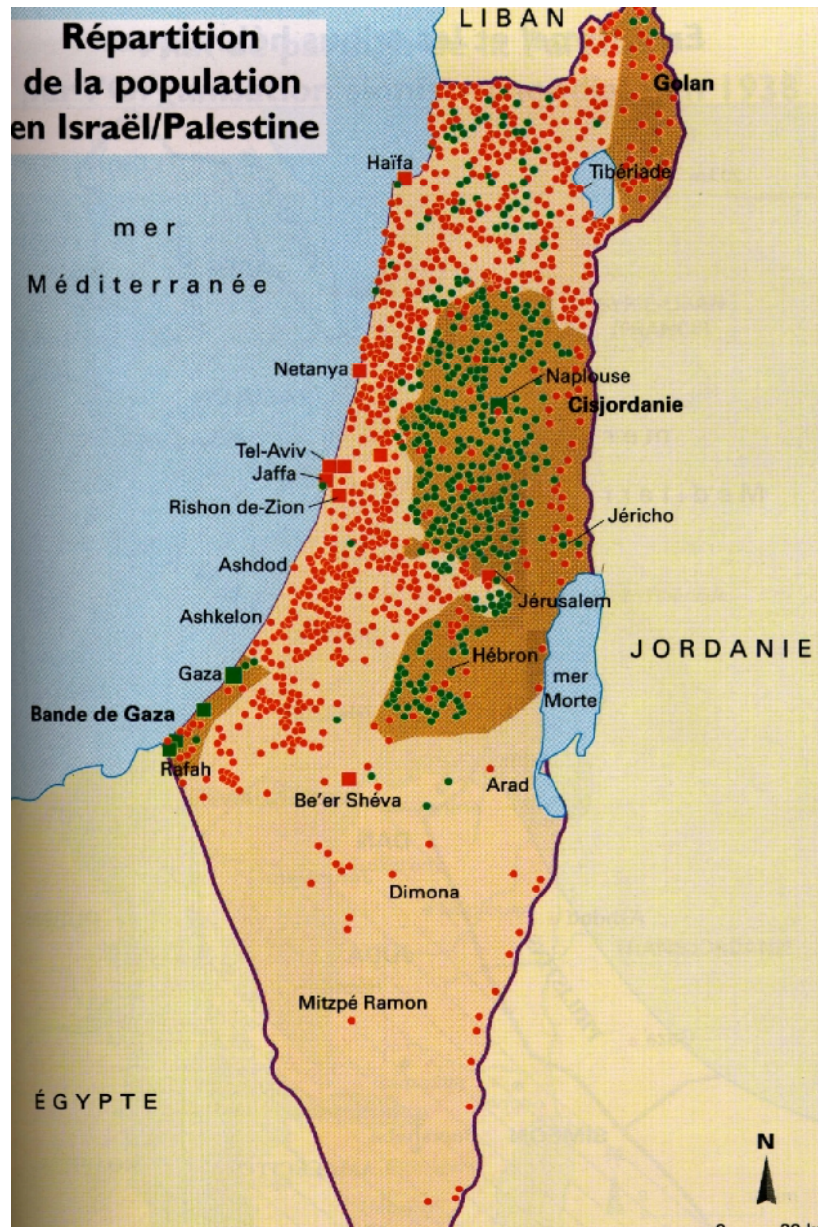 Répartition
de la population
en Israël/Palestine
LIBAN
Golan
Haïfa
Tibériade
mer
Méditerranée
Netanya
Naplouse
Cisjordanie
Tel-Aviv
Jaffa
Rishon de-Zion
Jéricho
Ashdod
Jérusalem
Ashkelon
Hébron
JORDANIE
Gaza
mer
Morte
Bande de Gaza
Rafah
Arad
Be'er Shéva
Dimona
Mitzpé Ramon
ÉGYPTE
N